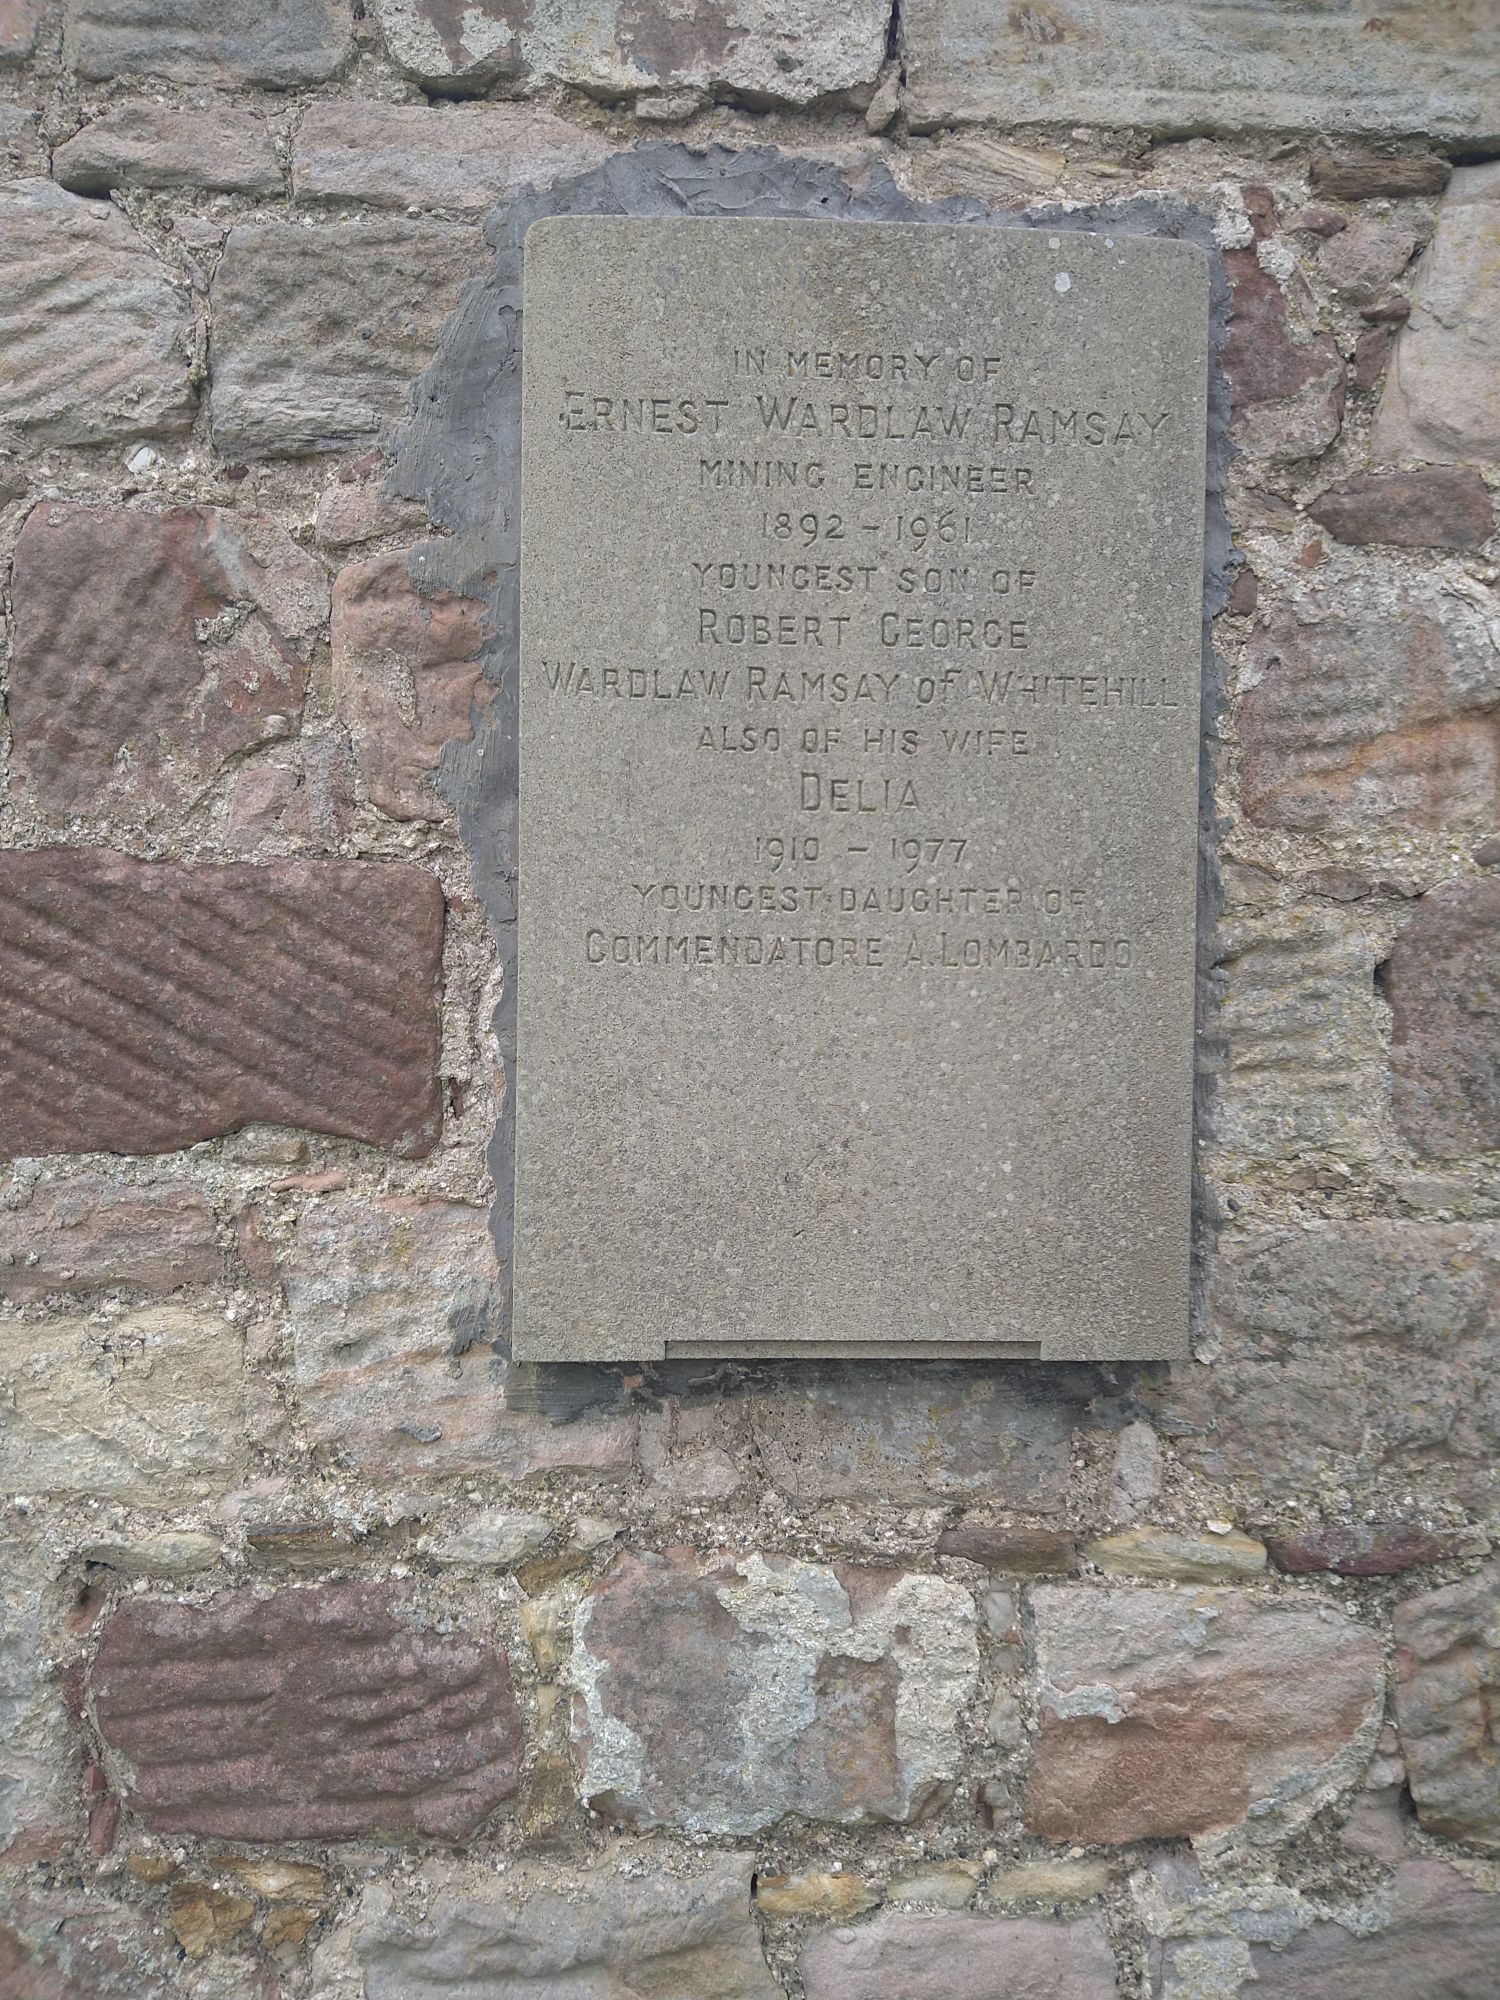 IN MEMORY OF
ERNEST WARDLAW RAMSAY
MINING ENGINEER
1892 - 1961
YOUNGEST SON OF
ROBERT GEORGE
WARDLAW RAMSAY OF WHITEHILL
ALSO OF HIS WIFE
DELIA
1910 - 1977
YOUNGEST DAUGHTER OF
COMMENDATORE A. LOMBARDO